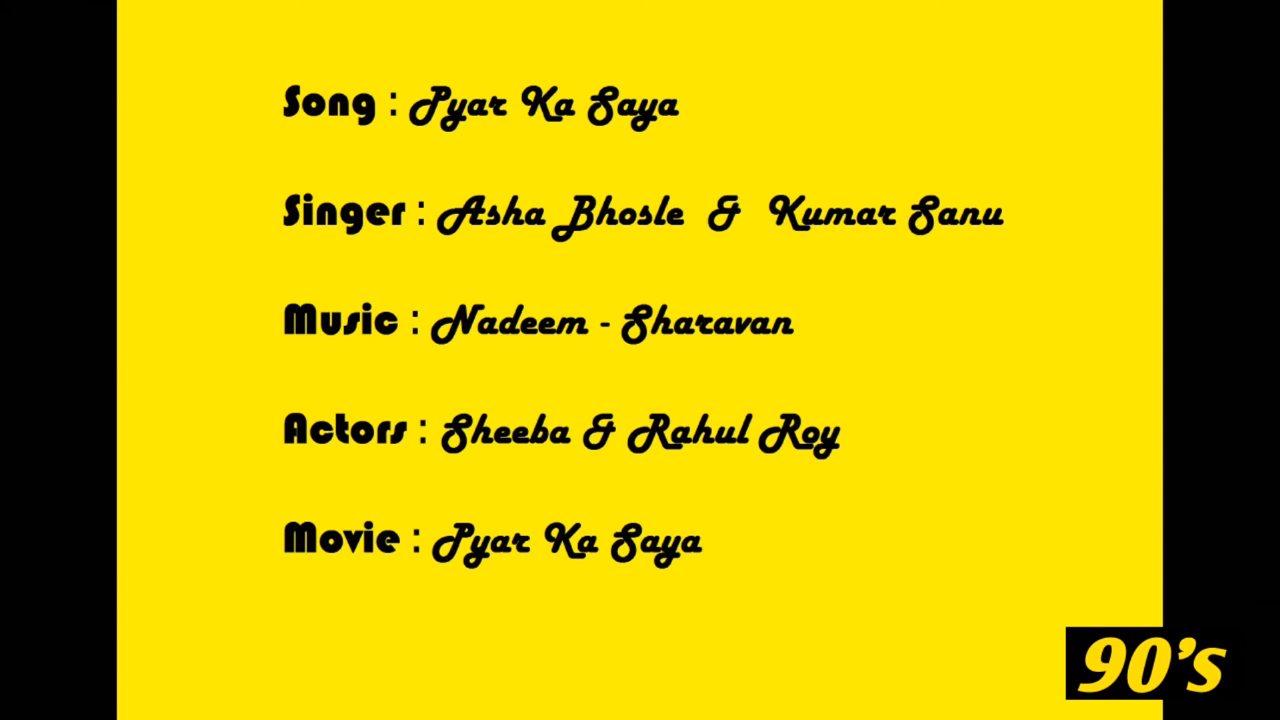 Song : Pyar Ka Saya
Singer : Asha Bhosle & Kumar Sanu
Music : Nadeem - Sharavan
Actors : Sheeba & Rahul Roy
Movie : Pyar Ka Saya
90's